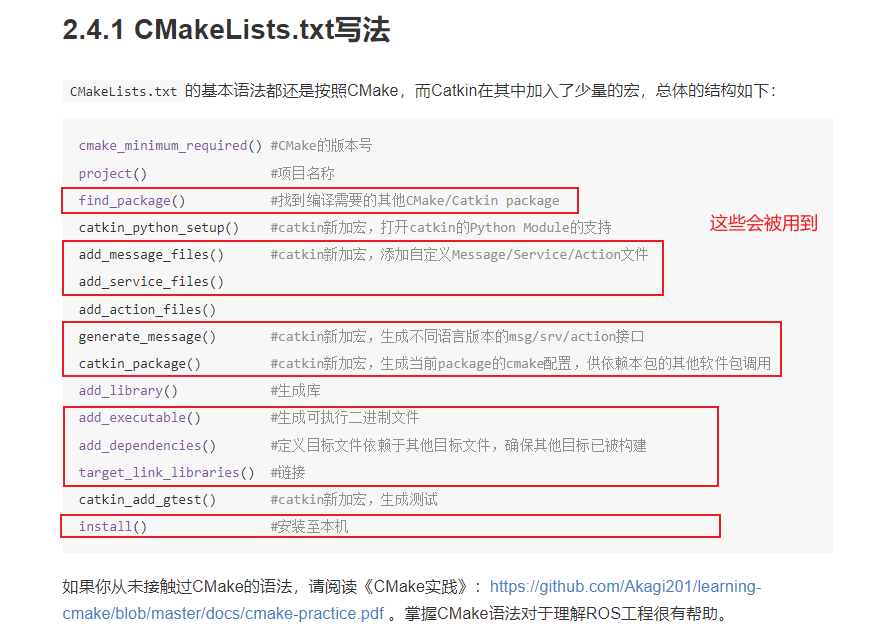 2.4.1 CMakeLists.txt写法
CMakeLists.txt 的基本语法都还是按照CMake，而Catkin在其中加入了少量的宏，总体的结构如下：
cmake_minimum_required() #CMake的版本号
project() #项目名称
find_package() #找到编译需要的其他CMake/Catkin package
catkin_python_setup() #catkin新加宏，打开catkin的Python Module的支持
这些会被用到
add_message_files() #catkin新加宏，添加自定义Message/Service/Action文件
add_service_files()
add_action_files()
generate_message() #catkin新加宏，生成不同语言版本的msg/srv/action接口
catkin_package() #catkin新加宏，生成当前package的cmake配置，供依赖本包的其他软件包调用
add_library() #生成库
add_executable() #生成可执行二进制文件
add_dependencies() #定义目标文件依赖于其他目标文件，确保其他目标已被构建
target_link_libraries() #链接
catkin_add_gtest() #catkin新加宏，生成测试
install() #安装至本机
如果你从未接触过CMake的语法，请阅读《CMake实践》：https://github.com/Akagi201/learning-
cmake/blob/master/docs/cmake-practice.pdf 。掌握CMake语法对于理解ROS工程很有帮助。